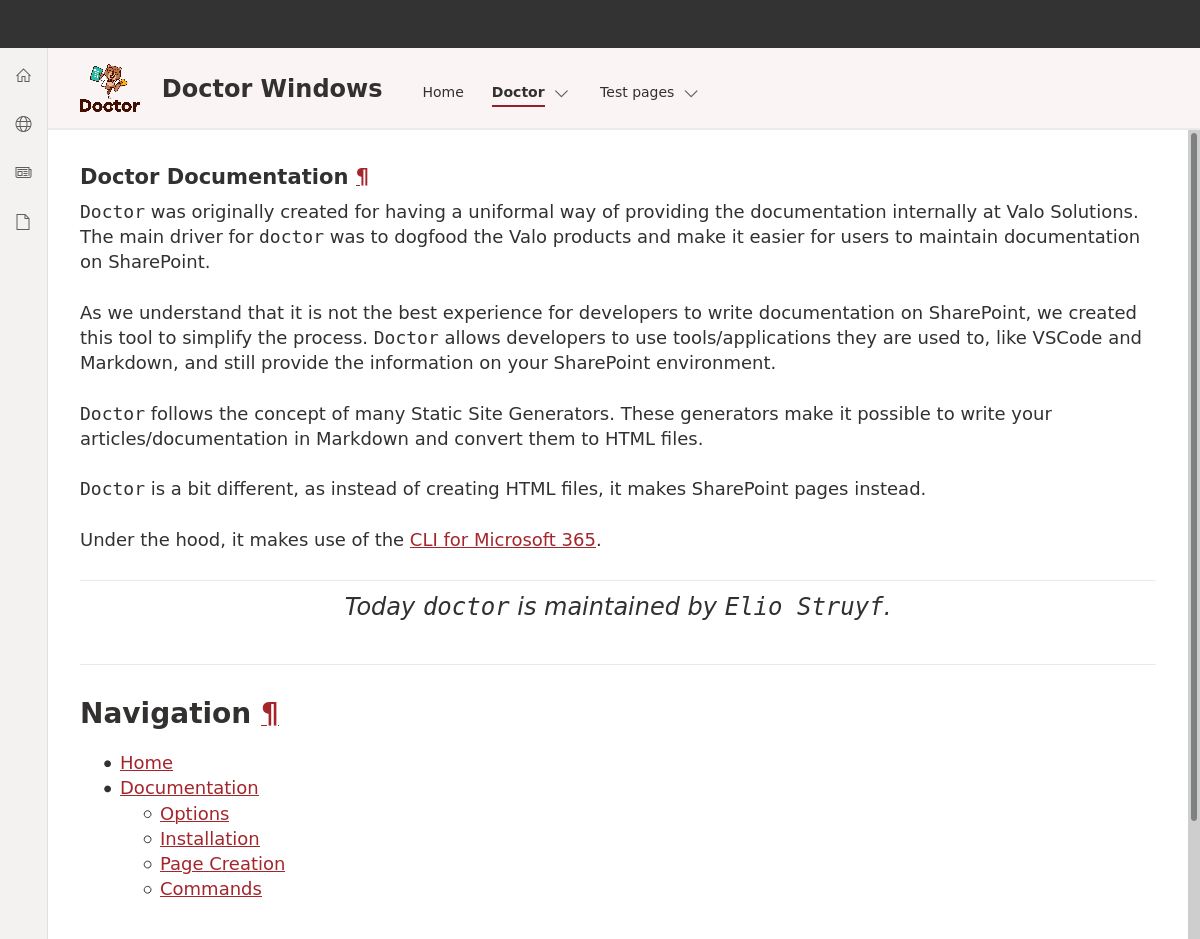 Doctor
Doctor Windows
Home
Doctor
Test pages
Doctor Documentation ¶
Doctor was originally created for having a uniformal way of providing the documentation internally at Valo Solutions.
The main driver for doctor was to dogfood the Valo products and make it easier for users to maintain documentation
on SharePoint.
As we understand that it is not the best experience for developers to write documentation on SharePoint, we created
this tool to simplify the process. Doctor allows developers to use tools/applications they are used to, like VSCode and
Markdown, and still provide the information on your SharePoint environment.
Doctor follows the concept of many Static Site Generators. These generators make it possible to write your
articles/documentation in Markdown and convert them to HTML files.
Doctor is a bit different, as instead of creating HTML files, it makes SharePoint pages instead.
Under the hood, it makes use of the CLI for Microsoft 365.
Today doctor is maintained by Elio Struyf.
Navigation ¶
Home
Documentation
Options
Installation
Page Creation
Commands